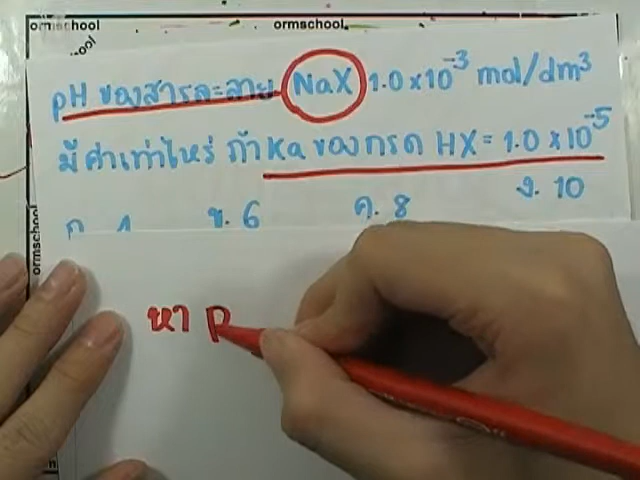 ormschool ormschool
ool
pH ของสารละลาย NaX 1.0 x 10⁻³ mol/dm³
มีค่าเท่าไหร่ ถ้า Ka ของกรด HX = 1.0 x 10⁻⁵
ข. 6 ค. 8 ง. 10
ormschool
หา p